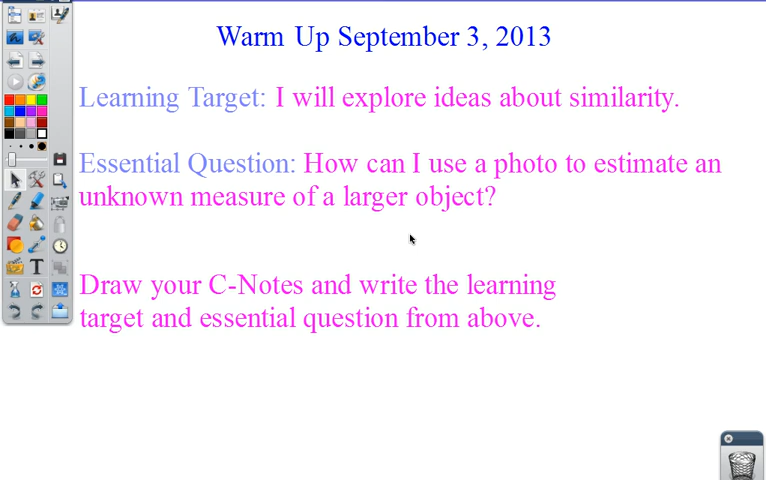 Warm Up September 3, 2013
Learning Target: I will explore ideas about similarity.
Essential Question: How can I use a photo to estimate an
unknown measure of a larger object?
Draw your C-Notes and write the learning
target and essential question from above.